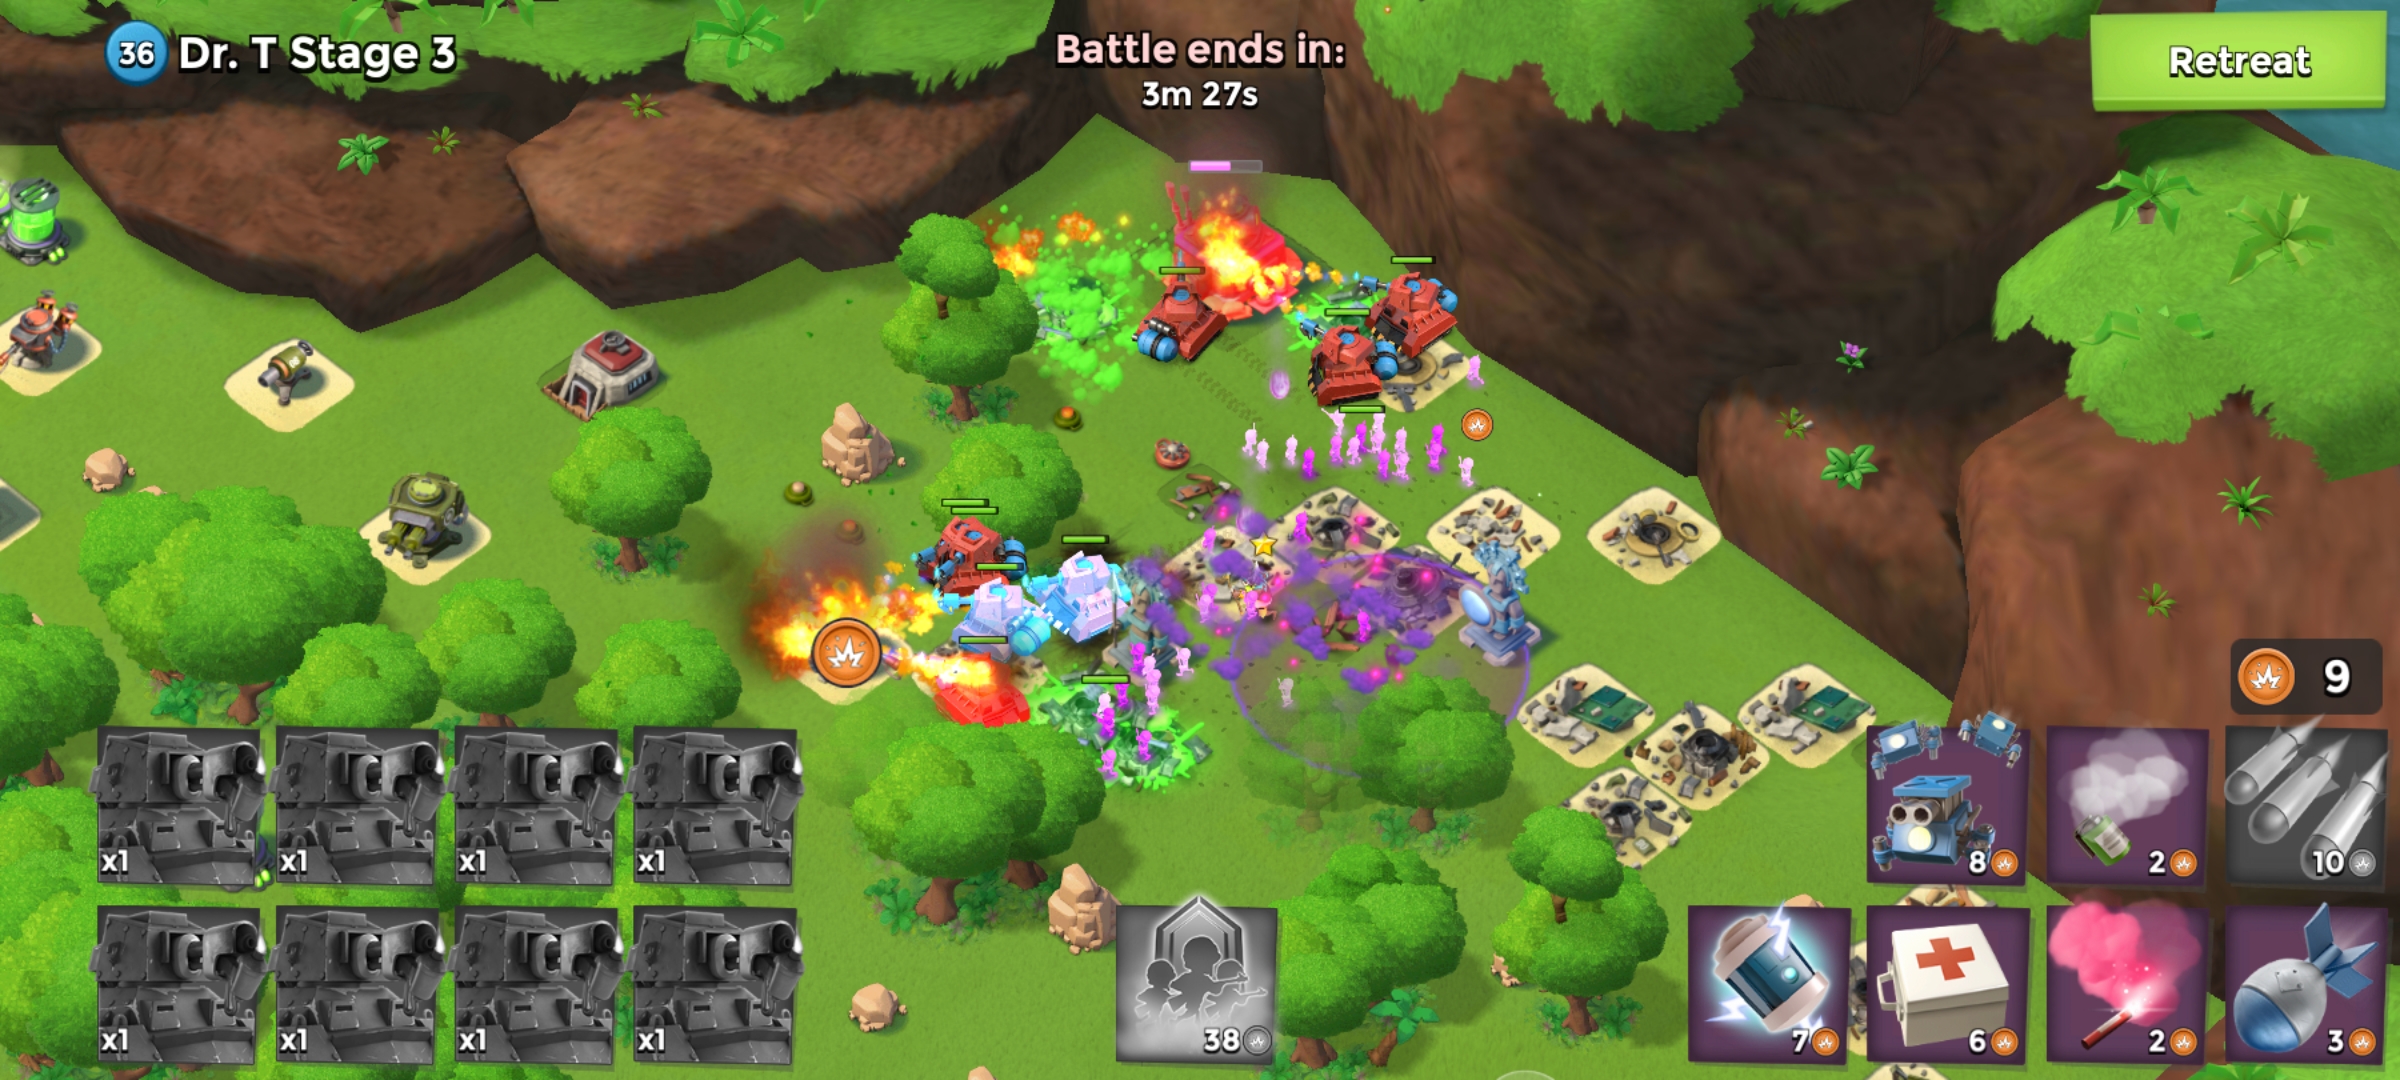 36 Dr. T Stage 3
Battle ends in:
3m 27s
Retreat
9
8
2
10
x1
x1
x1
x1
x1
x1
x1
x1
38
7
6
2
3